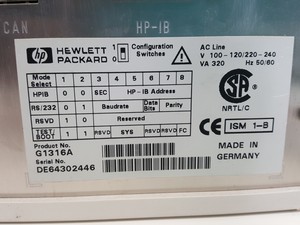 CAN HP-IB
hp HEWLETT PACKARD
1 0 Configuration Switches
AC Line
V 100-120/220-240
VA 320 Hz 50/60
Mode Select 1 2 3 4 5 6 7 8
HPIB 0 0 SEC HP-IB Address
RS/232 0 1 Baudrate Data Bits Parity
RSVD 1 0 Reserved
TEST/BOOT 1 1 RSVD SYS RSVD RSVD FC
SA
NRTL/C
CE ISM 1-B
Product No.
G1316A
Serial No.
DE64302446
MADE IN
GERMANY